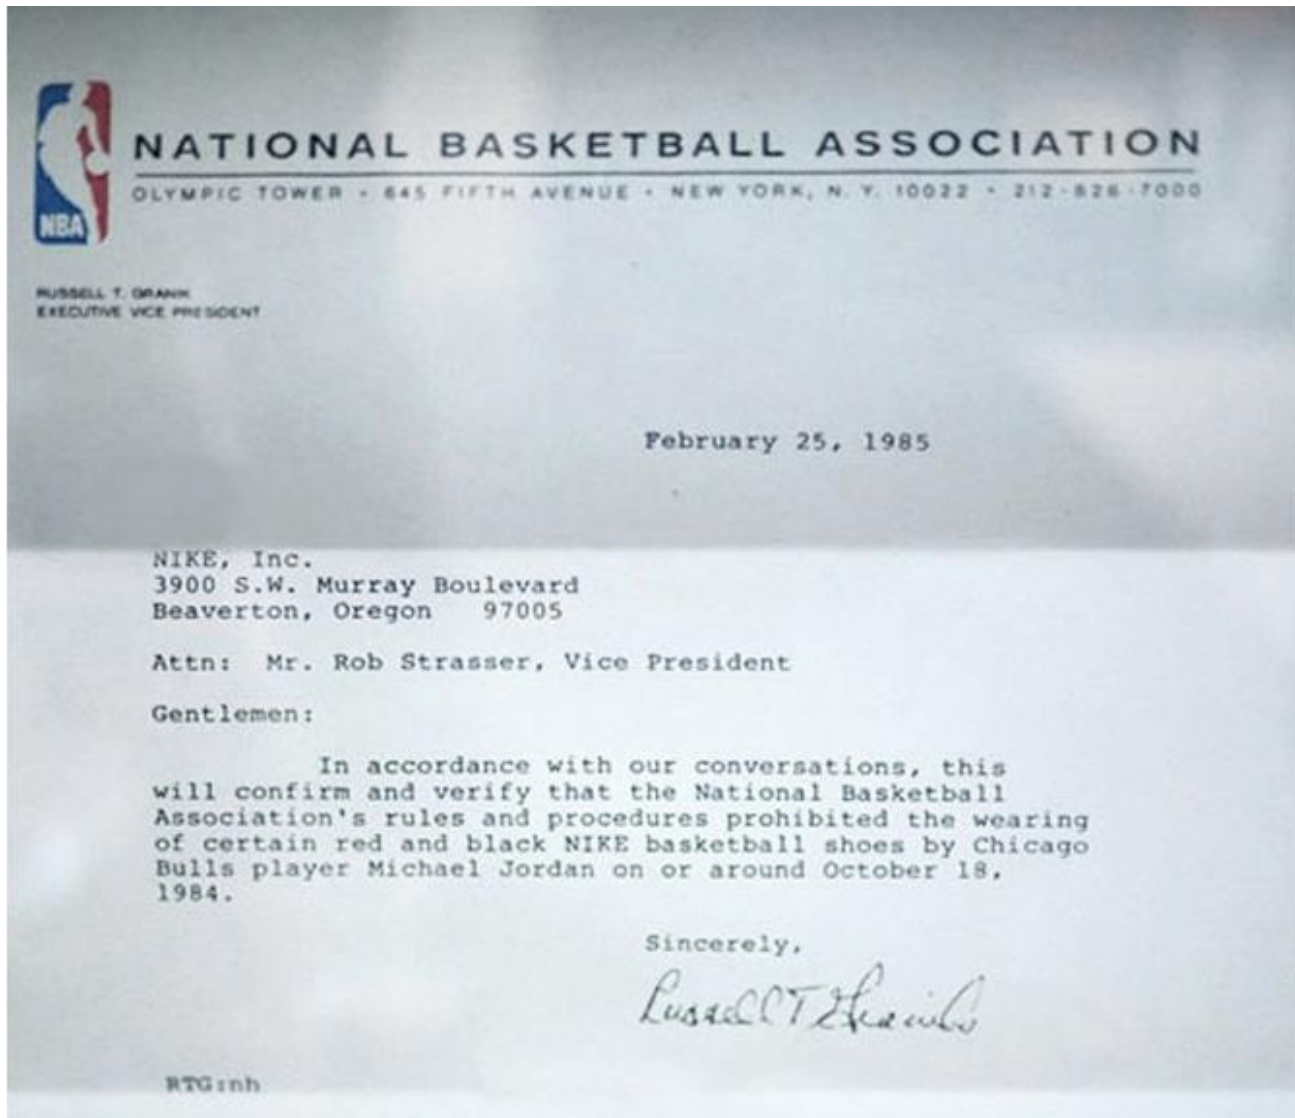 NATIONAL BASKETBALL ASSOCIATION
OLYMPIC TOWER • 645 FIFTH AVENUE • NEW YORK, N. Y. 10022 • 212-826-7000
NBA
RUSSELL T. GRANIK
EXECUTIVE VICE PRESIDENT
February 25, 1985
NIKE, Inc.
3900 S.W. Murray Boulevard
Beaverton, Oregon 97005
Attn: Mr. Rob Strasser, Vice President
Gentlemen:
In accordance with our conversations, this
will confirm and verify that the National Basketball
Association's rules and procedures prohibited the wearing
of certain red and black NIKE basketball shoes by Chicago
Bulls player Michael Jordan on or around October 18,
1984.
Sincerely,
Russell T Granik
RTG:nh